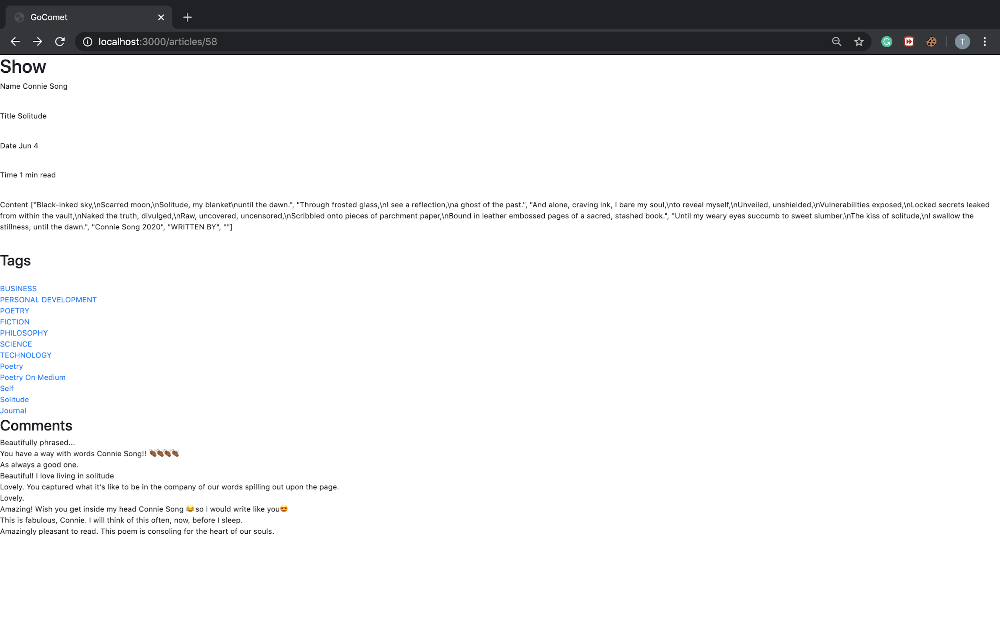 GoComet
localhost:3000/articles/58
T
Show
Name Connie Song
Title Solitude
Date Jun 4
Time 1 min read
Content ["Black-inked sky,\nScarred moon,\nSolitude, my blanket\nuntil the dawn.", "Through frosted glass,\nI see a reflection,\na ghost of the past.", "And alone, craving ink, I bare my soul,\nto reveal myself,\nUnveiled, unshielded,\nVulnerabilities exposed,\nLocked secrets leaked
from within the vault,\nNaked the truth, divulged,\nRaw, uncovered, uncensored,\nScribbled onto pieces of parchment paper,\nBound in leather embossed pages of a sacred, stashed book.", "Until my weary eyes succumb to sweet slumber,\nThe kiss of solitude,\nI swallow the
stillness, until the dawn.", "Connie Song 2020", "WRITTEN BY", ""]
Tags
BUSINESS
PERSONAL DEVELOPMENT
POETRY
FICTION
PHILOSOPHY
SCIENCE
TECHNOLOGY
Poetry
Poetry On Medium
Self
Solitude
Journal
Comments
Beautifully phrased...
You have a way with words Connie Song!! 👏🏾👏🏾👏🏾👏🏾
As always a good one.
Beautiful! I love living in solitude
Lovely. You captured what it's like to be in the company of our words spilling out upon the page.
Lovely.
Amazing! Wish you get inside my head Connie Song 😂so I would write like you😍
This is fabulous, Connie. I will think of this often, now, before I sleep.
Amazingly pleasant to read. This poem is consoling for the heart of our souls.